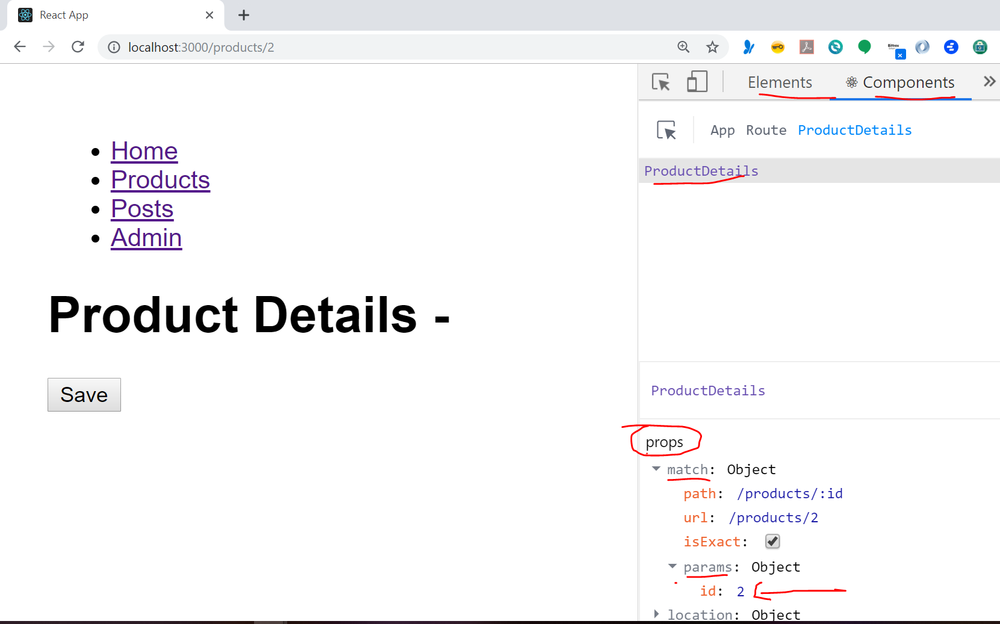 React App
localhost:3000/products/2
Bittrex
Elements
Components
App Route ProductDetails
ProductDetails
Home
Products
Posts
Admin
Product Details -
Save
ProductDetails
props
match: Object
path: /products/:id
url: /products/2
isExact:
params: Object
id: 2
location: Object